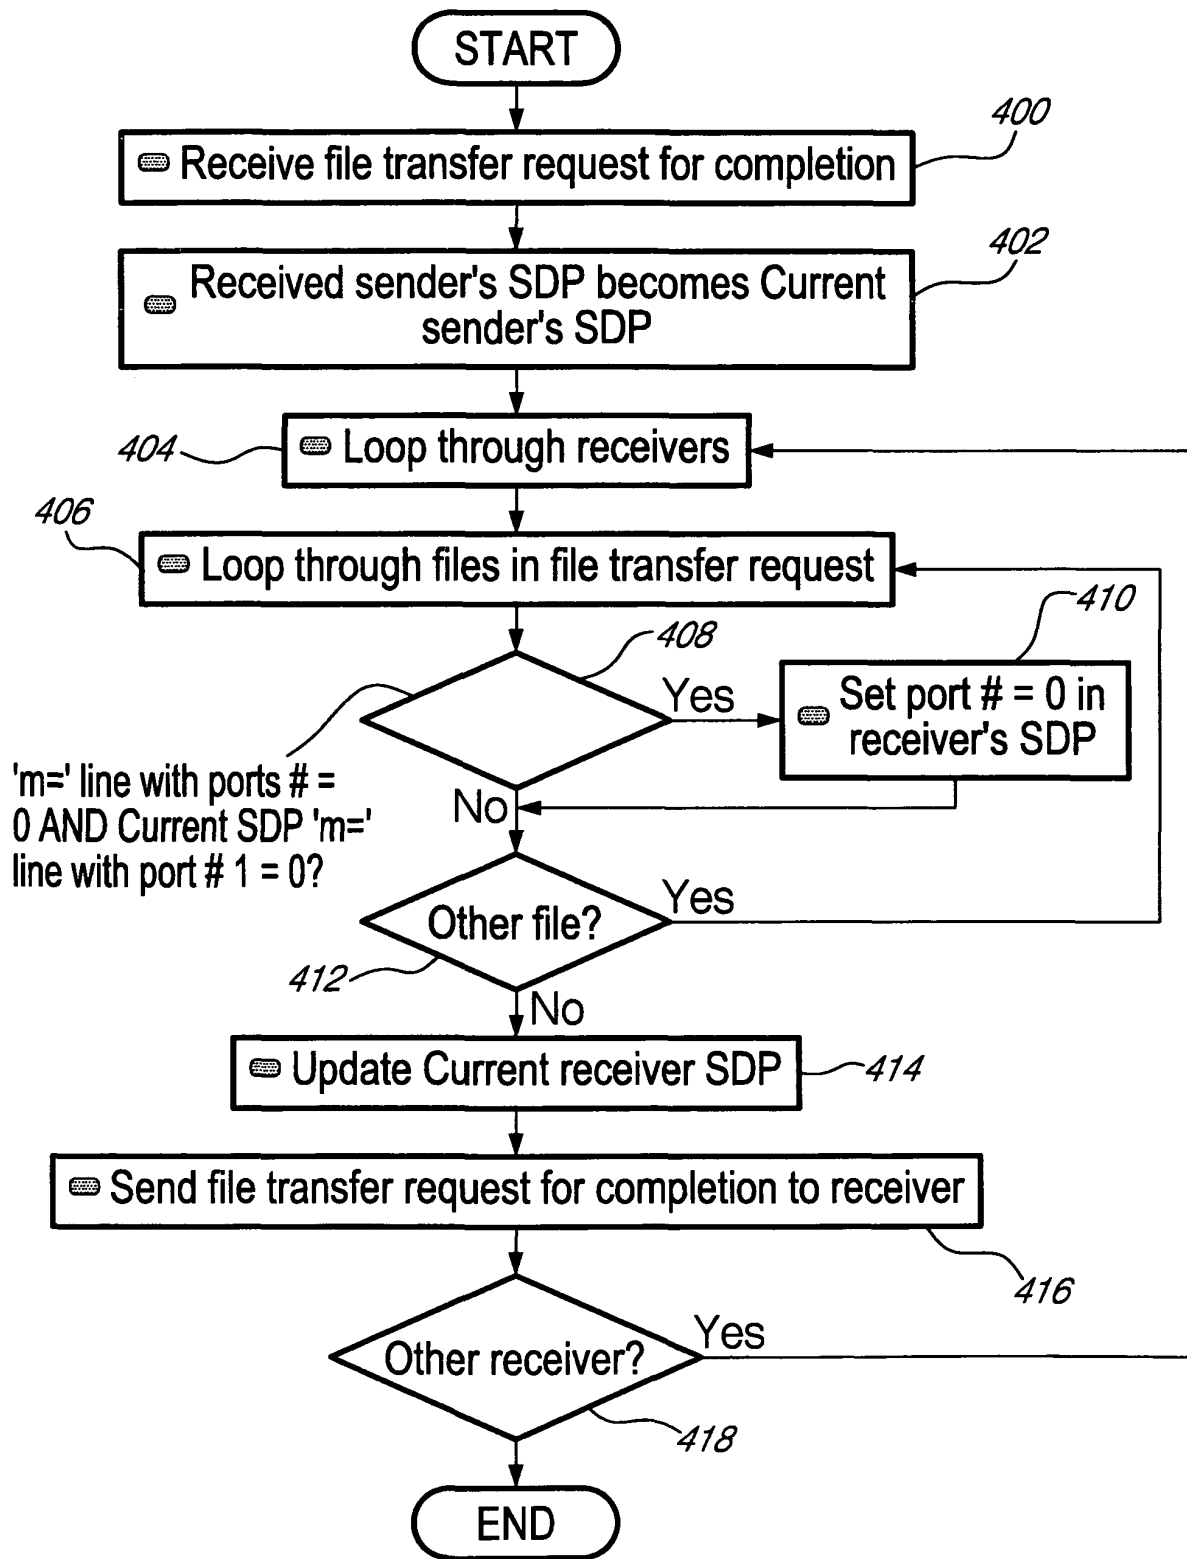 START
400
Receive file transfer request for completion
402
Received sender's SDP becomes Current
sender's SDP
404
Loop through receivers
406
Loop through files in file transfer request
408
410
Yes
Set port # = 0 in
receiver's SDP
'm=' line with ports # =
0 AND Current SDP 'm='
line with port # 1 = 0?
No
Yes
Other file?
412
No
Update Current receiver SDP
414
Send file transfer request for completion to receiver
416
Yes
Other receiver?
418
END